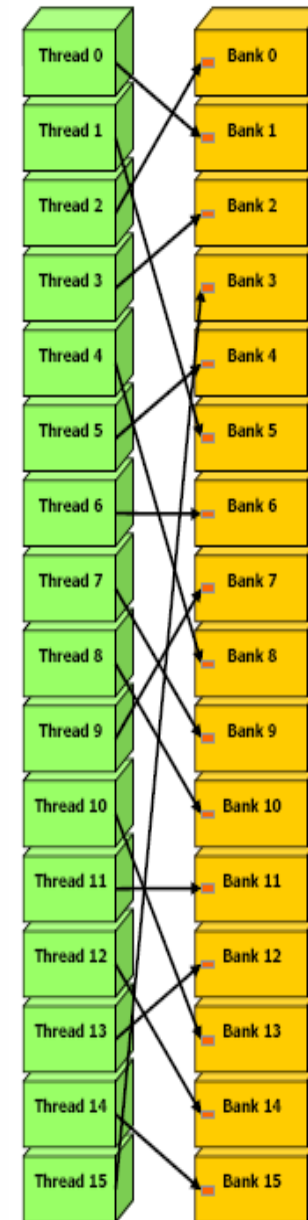 Thread 0 Bank 0
Thread 1 Bank 1
Thread 2 Bank 2
Thread 3 Bank 3
Thread 4 Bank 4
Thread 5 Bank 5
Thread 6 Bank 6
Thread 7 Bank 7
Thread 8 Bank 8
Thread 9 Bank 9
Thread 10 Bank 10
Thread 11 Bank 11
Thread 12 Bank 12
Thread 13 Bank 13
Thread 14 Bank 14
Thread 15 Bank 15